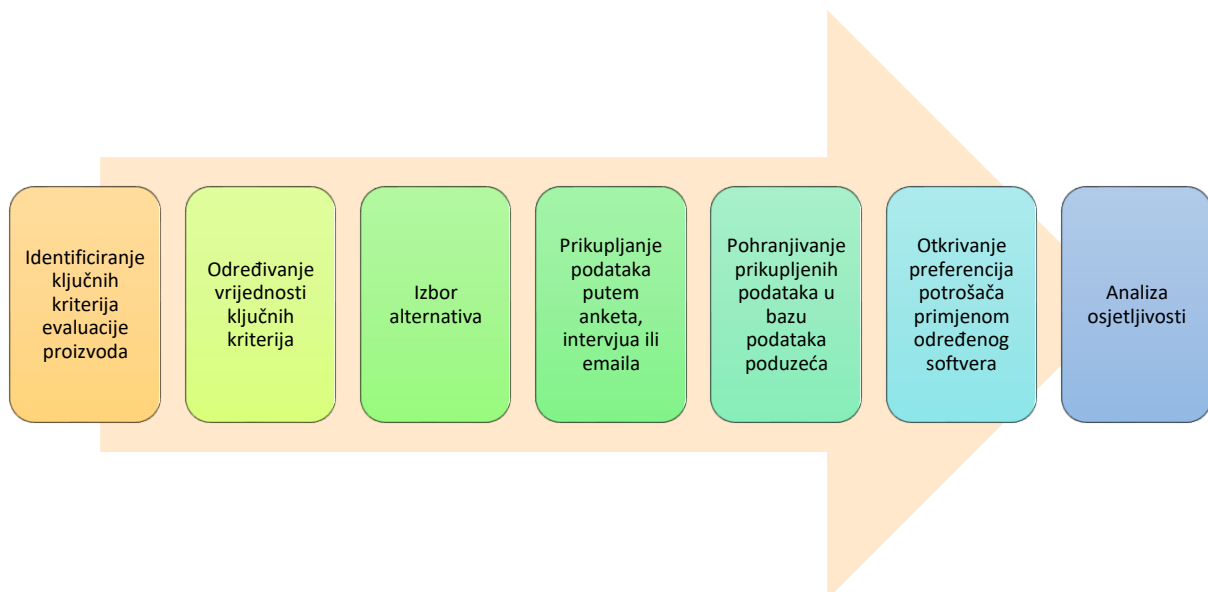 Identificiranje
ključnih
kriterija
evaluacije
proizvoda
Određivanje
vrijednosti
ključnih
kriterija
Izbor
alternativa
Prikupljanje
podataka
putem
anketa,
intervjua ili
emaila
Pohranjivanje
prikupljenih
podataka u
bazu
podataka
poduzeća
Otkrivanje
preferencija
potrošača
primjenom
određenog
softvera
Analiza
osjetljivosti